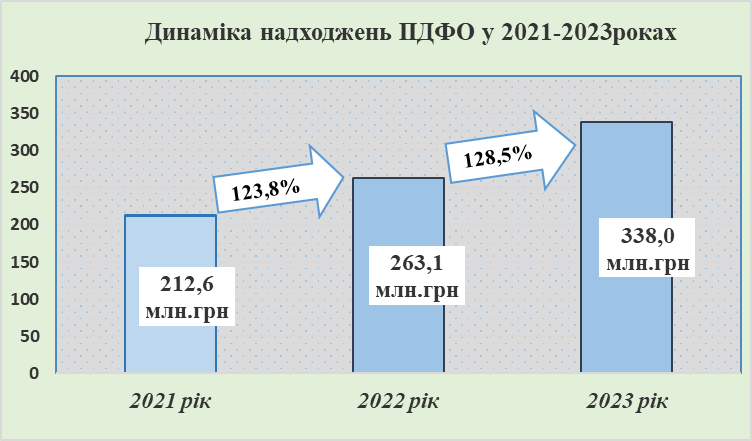 Динаміка надходжень ПДФО у 2021-2023роках
400
350
300
250
200
150
100
50
0
123,8%
128,5%
212,6
млн.грн
263,1
млн.грн
338,0
млн.грн
2021 рік
2022 рік
2023 рік